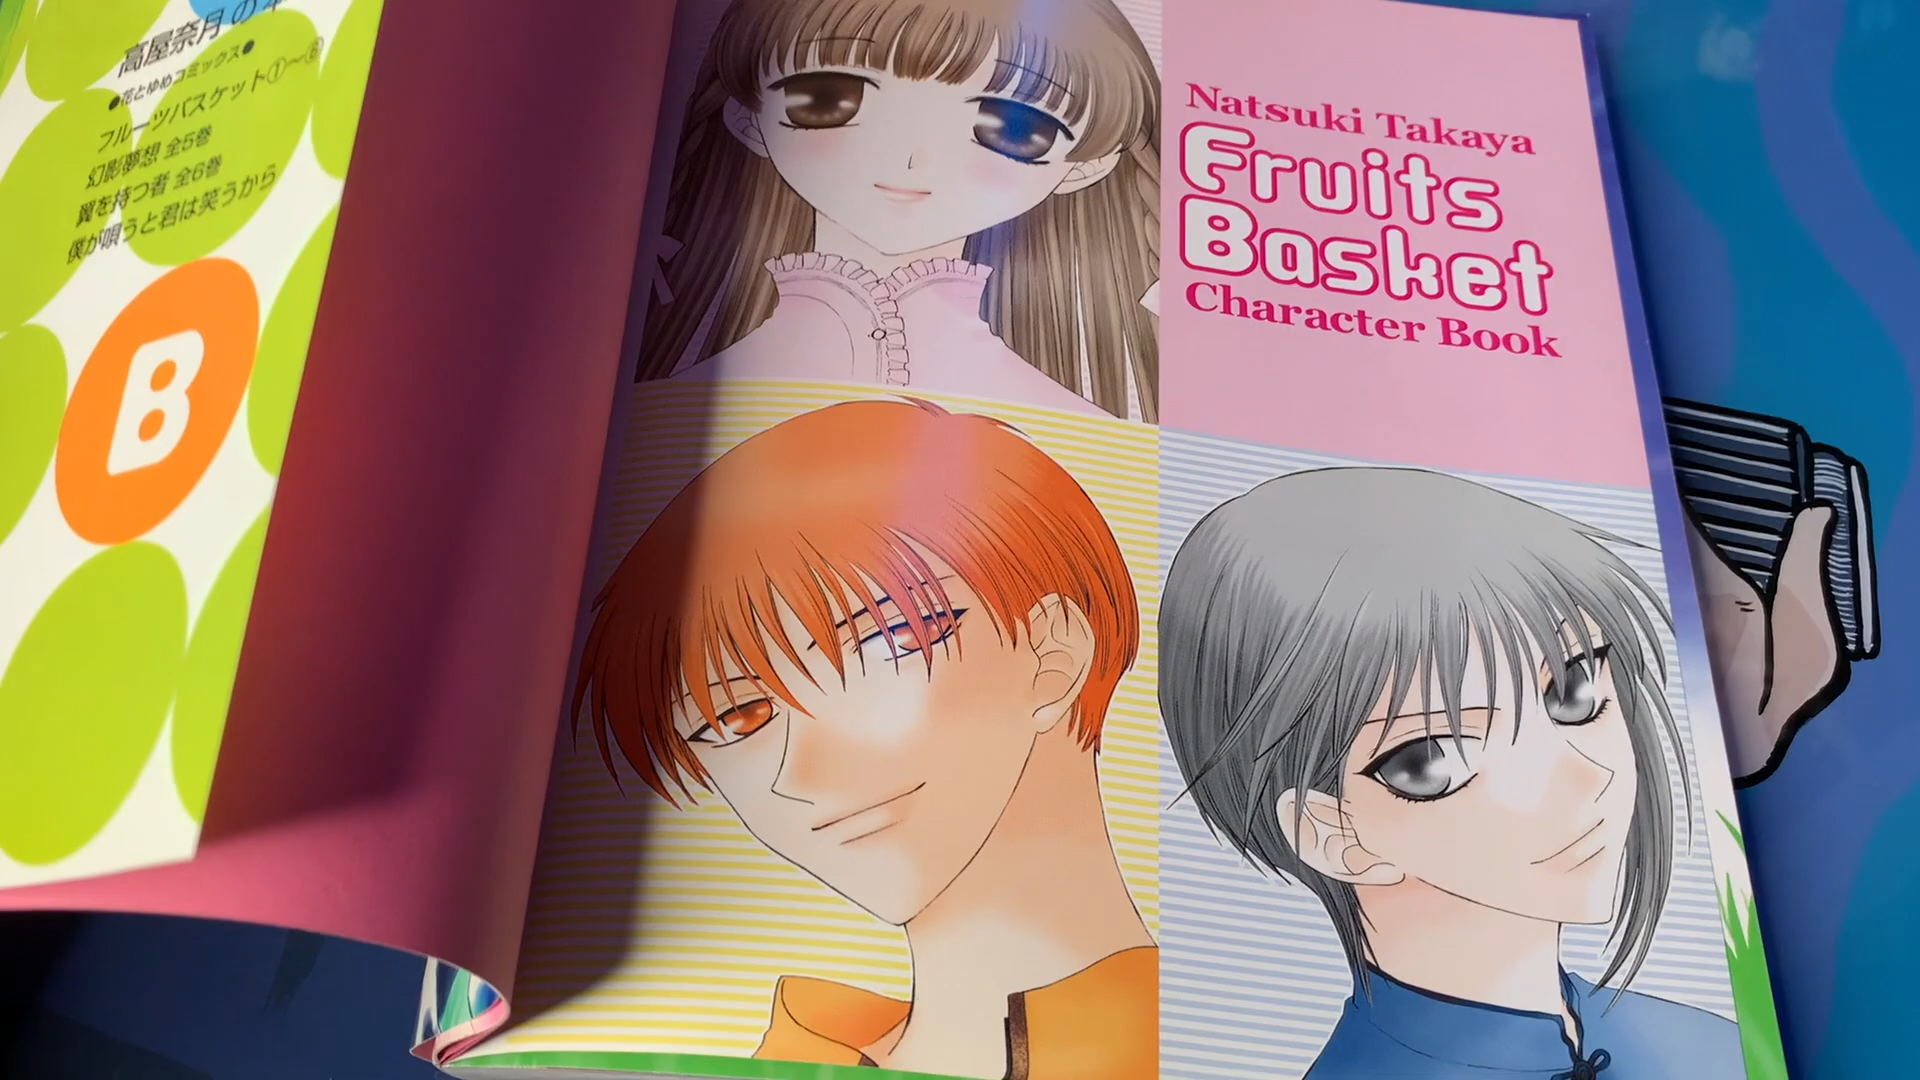 高屋奈月の本
●花とゆめコミックス●
フルーツバスケット①〜⑥
幻影夢想 全5巻
翼を持つ者 全6巻
僕が唄うと君は笑うから
B
Natsuki Takaya
Fruits
Basket
Character Book